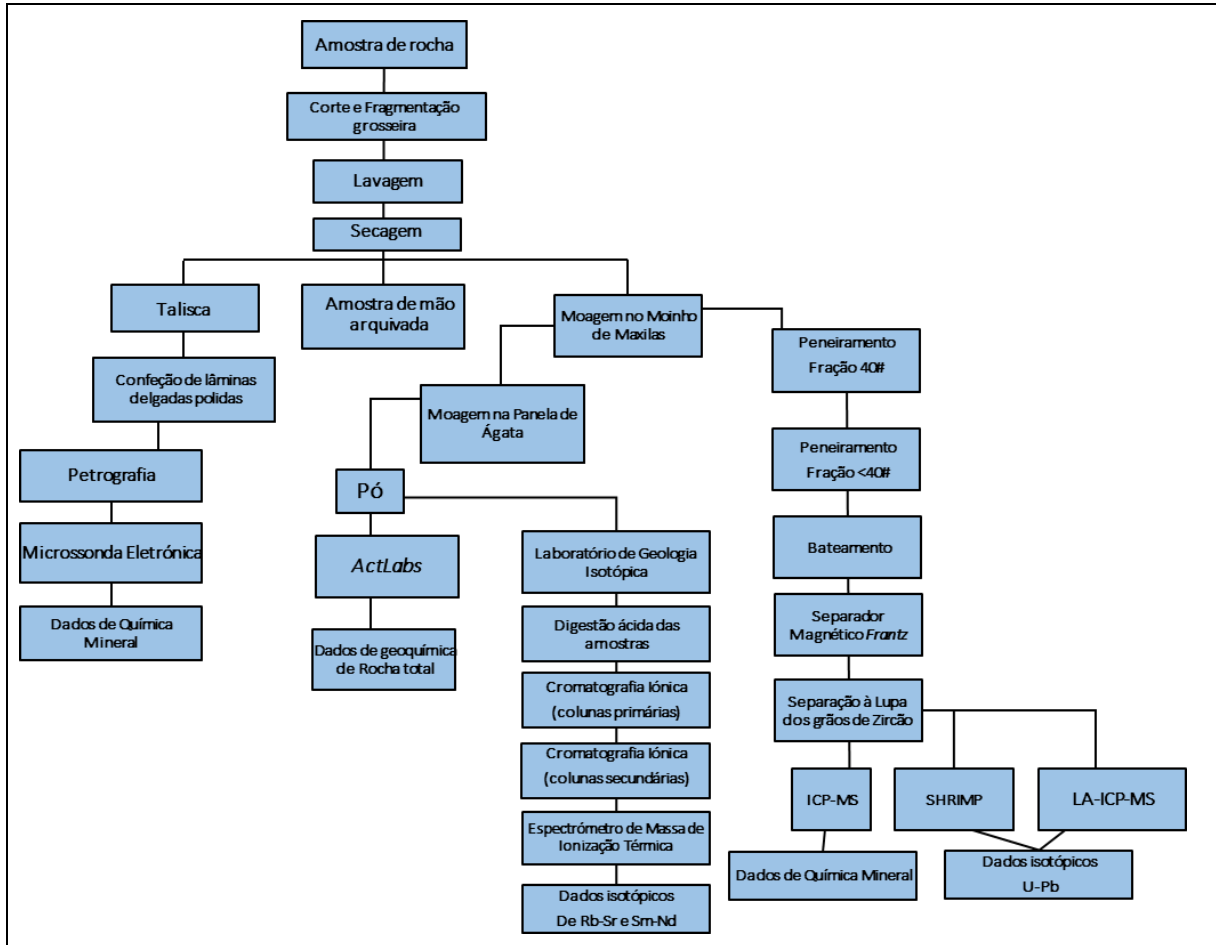 Amostra de rocha
Corte e Fragmentação
grosseira
Lavagem
Secagem
Talisca
Amostra de mão
arquivada
Moagem no Moinho
de Maxilas
Peneiramento
Fração 40#
Confeção de lâminas
delgadas polidas
Moagem na Panela de
Ágata
Peneiramento
Fração <40#
Petrografia
Pó
Microssonda Eletrónica
ActLabs
Laboratório de Geologia
Isotópica
Bateamento
Dados de Química
Mineral
Dados de geoquímica
de Rocha total
Digestão ácida das
amostras
Separador
Magnético Frantz
Cromatografia Iónica
(colunas primárias)
Separação à Lupa
dos grãos de Zircão
Cromatografia Iónica
(colunas secundárias)
ICP-MS
SHRIMP
LA-ICP-MS
Espectrómetro de Massa de
Ionização Térmica
Dados de Química Mineral
Dados isotópicos
U-Pb
Dados isotópicos
De Rb-Sr e Sm-Nd